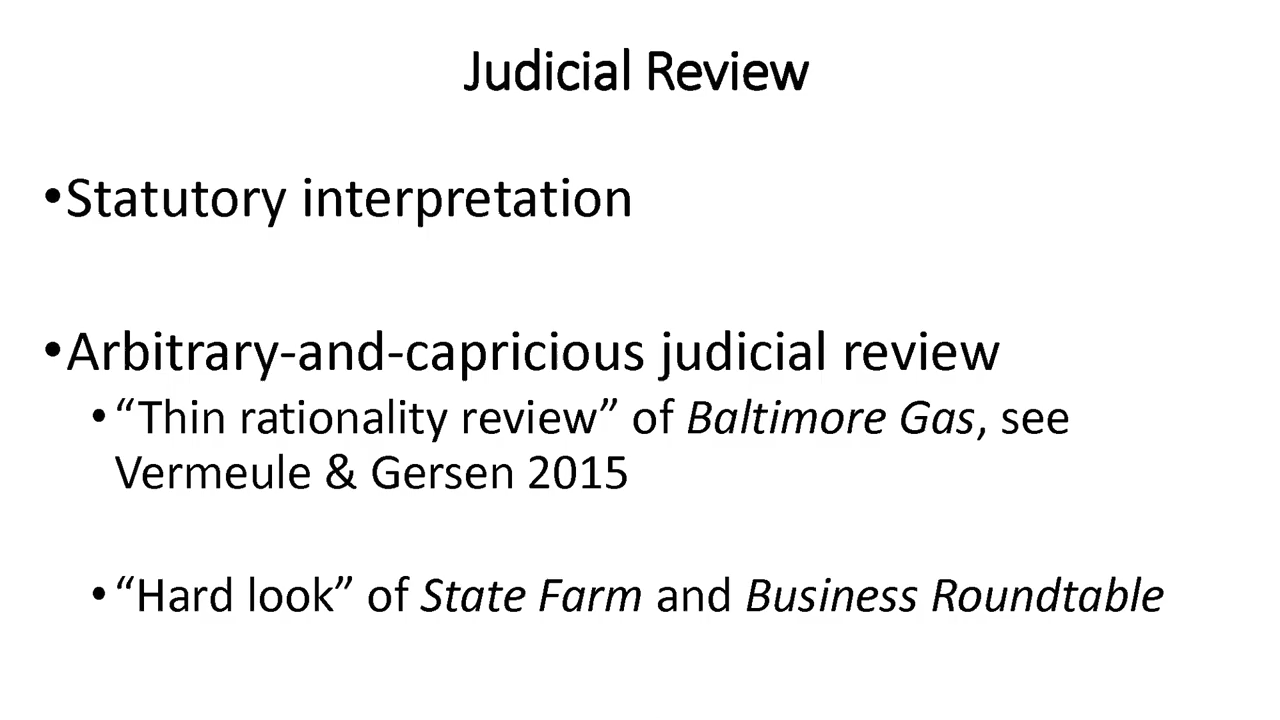 Judicial Review
•Statutory interpretation
•Arbitrary-and-capricious judicial review
•“Thin rationality review” of Baltimore Gas, see
Vermeule & Gersen 2015
•“Hard look” of State Farm and Business Roundtable